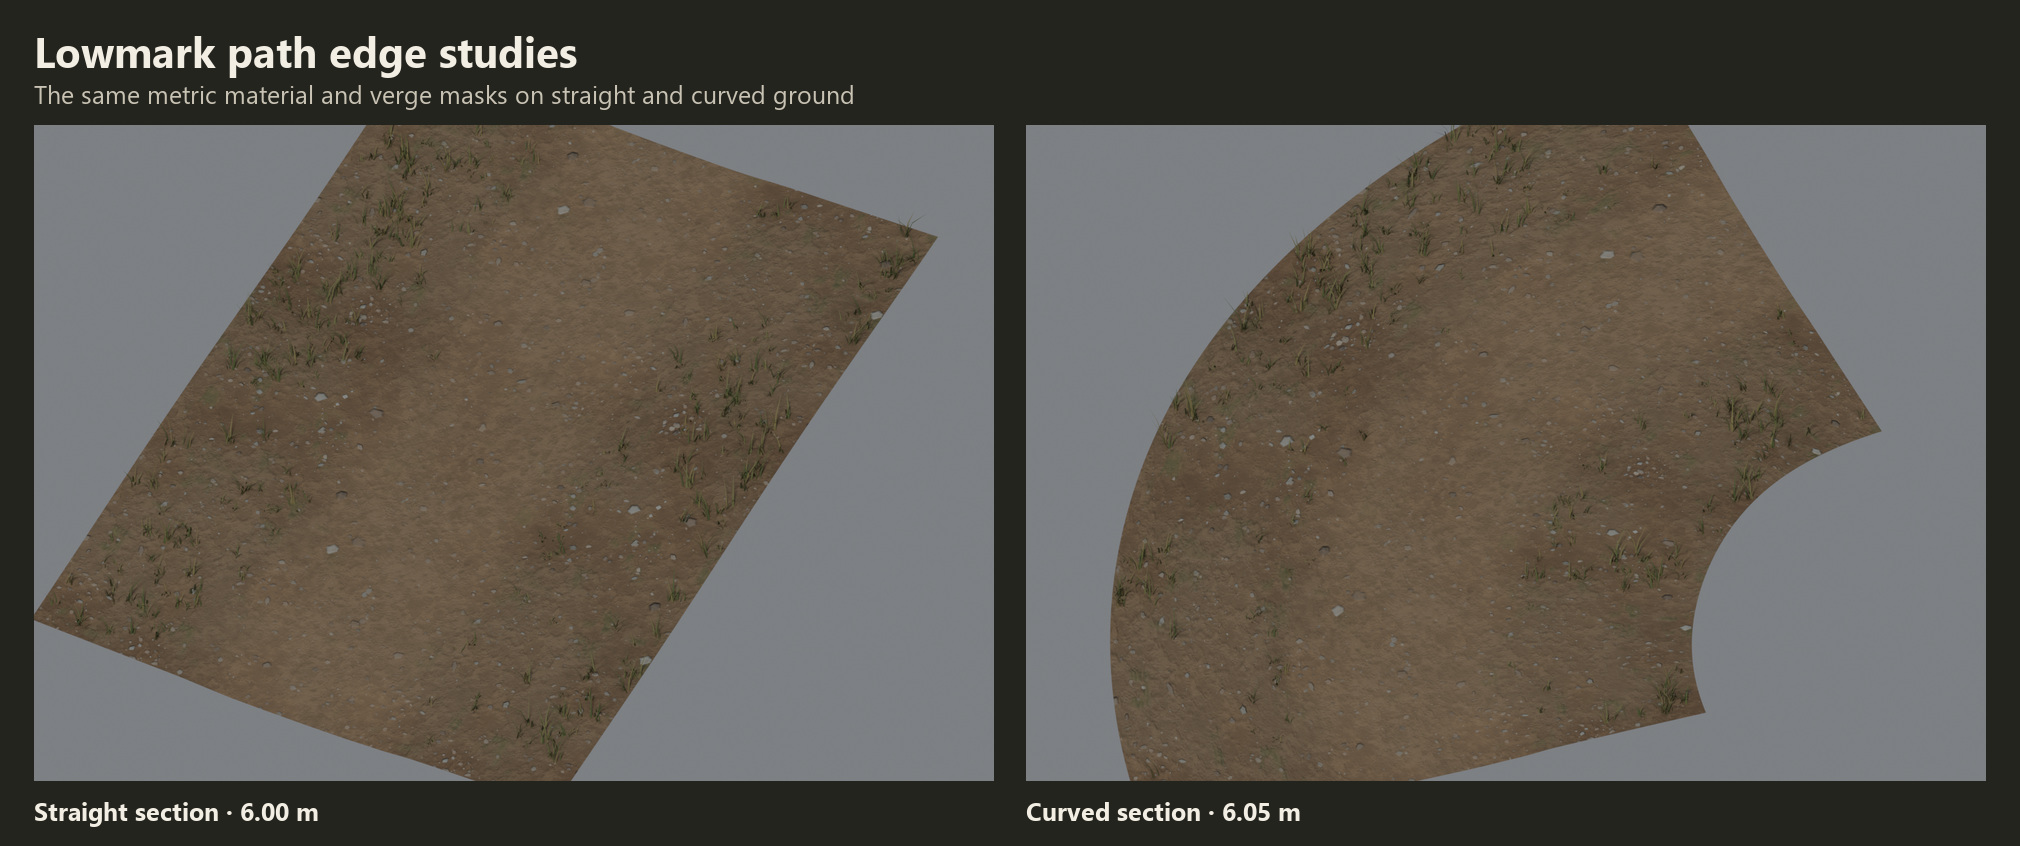 Lowmark path edge studies
The same metric material and verge masks on straight and curved ground
Straight section · 6.00 m
Curved section · 6.05 m